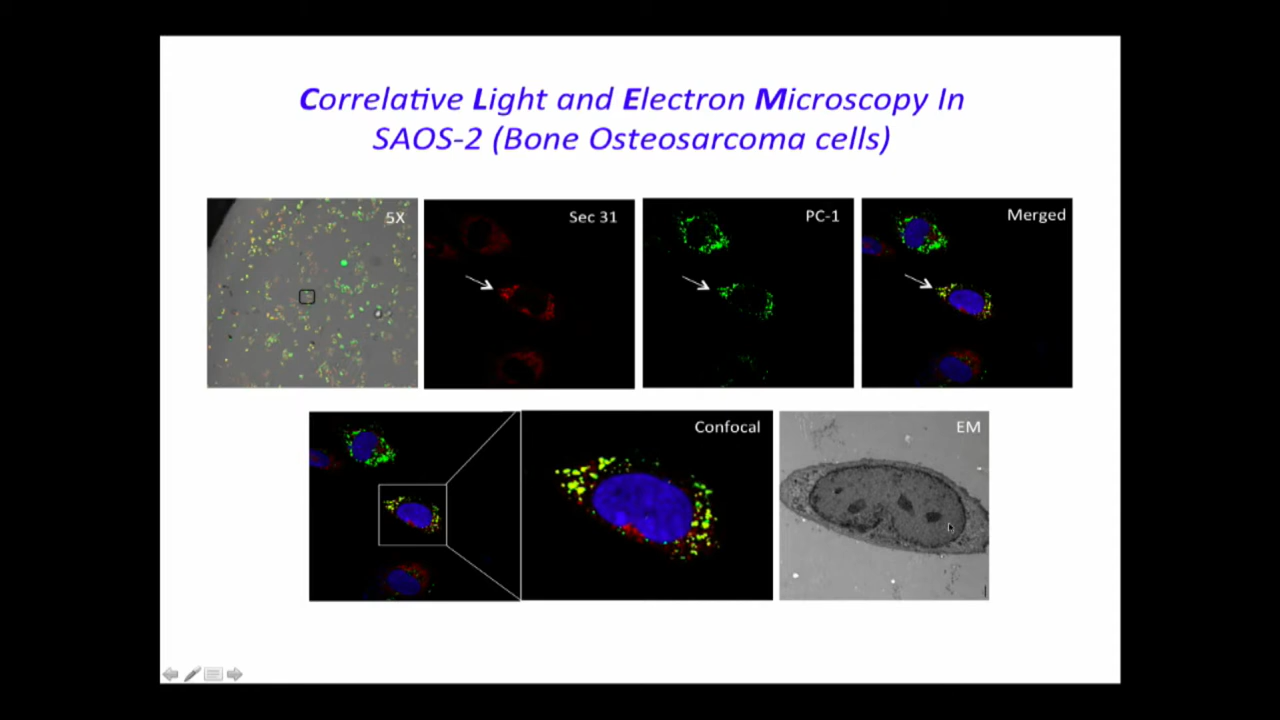 Correlative Light and Electron Microscopy In
SAOS-2 (Bone Osteosarcoma cells)
5X
Sec 31
PC-1
Merged
Confocal
EM